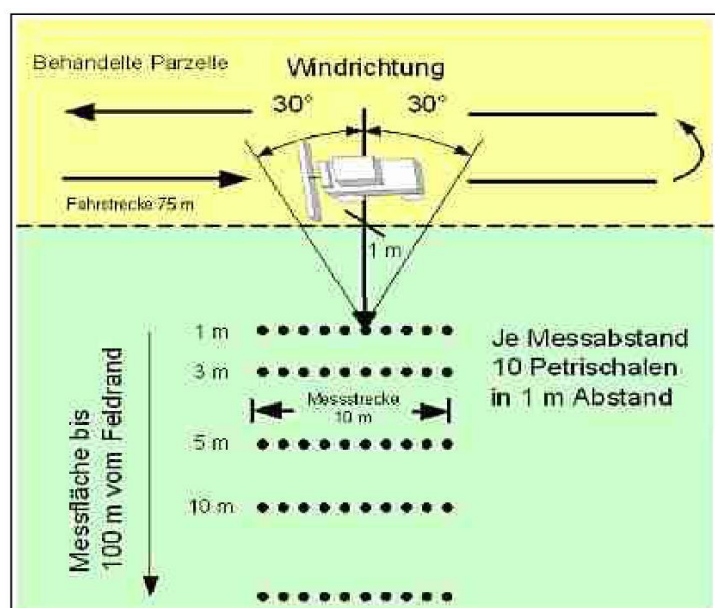 Behandelte Parzelle
Windrichtung
30°
30°
Fahrstrecke 75 m
1 m
1 m
3 m
Messstrecke
10 m
5 m
10 m
Je Messabstand
10 Petrischalen
in 1 m Abstand
Messfläche bis
100 m vom Feldrand